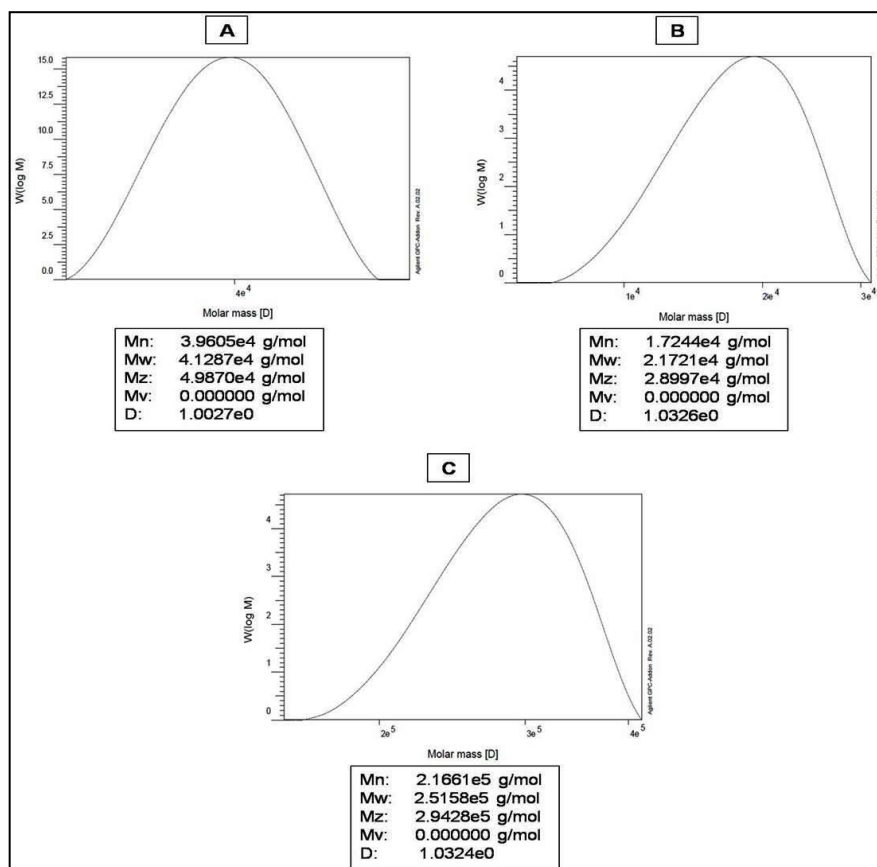 A
15.0
12.5
10.0
7.5
5.0
2.5
0.0
W(log M)
4e⁴
Molar mass [D]
Agilent GPC-Addon Rev. A.02.02
Mn: 3.9605e4 g/mol
Mw: 4.1287e4 g/mol
Mz: 4.9870e4 g/mol
Mv: 0.000000 g/mol
D: 1.0027e0
B
4
3
2
1
0
W(log M)
1e⁴ 2e⁴ 3e⁴
Molar mass [D]
Mn: 1.7244e4 g/mol
Mw: 2.1721e4 g/mol
Mz: 2.8997e4 g/mol
Mv: 0.000000 g/mol
D: 1.0326e0
C
4
3
2
1
0
W(log M)
2e⁵ 3e⁵ 4e⁵
Molar mass [D]
Agilent GPC-Addon Rev. A.02.02
Mn: 2.1661e5 g/mol
Mw: 2.5158e5 g/mol
Mz: 2.9428e5 g/mol
Mv: 0.000000 g/mol
D: 1.0324e0